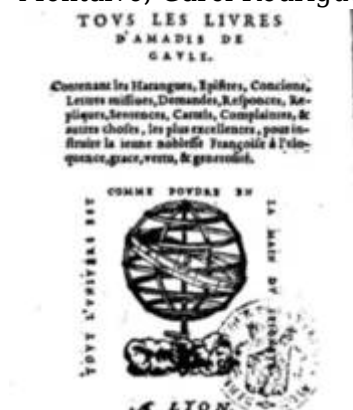 TOVS LES LIVRES
D'AMADIS DE
GAVLE.
Contenant les Harangues, Epistres, Concions,
Lettres missiues, Demandes, Responces, Re-
pliques, Sentences, Cartels, Complaintes, &
autres choses, les plus excellentes, pour in-
struire la ieune noblesse Françoise à l'elo-
quence, grace, vertu, & generosité.
COMME POVDRE EN
LA MAIN DV
TOVT L'VNIVERS EST
A LYON